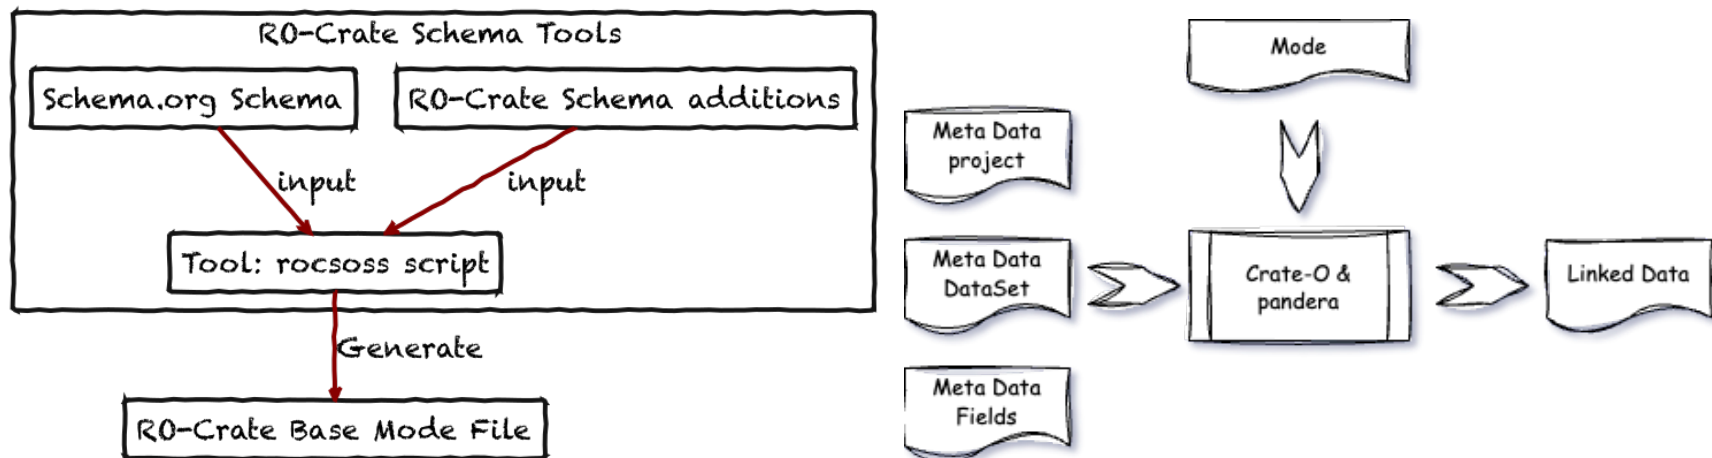 RO-Crate Schema Tools
Schema.org Schema
RO-Crate Schema additions
input
input
Tool: rocsoss script
Generate
RO-Crate Base Mode File
Mode
Meta Data
project
Meta Data
DataSet
Crate-O &
pandera
Linked Data
Meta Data
Fields